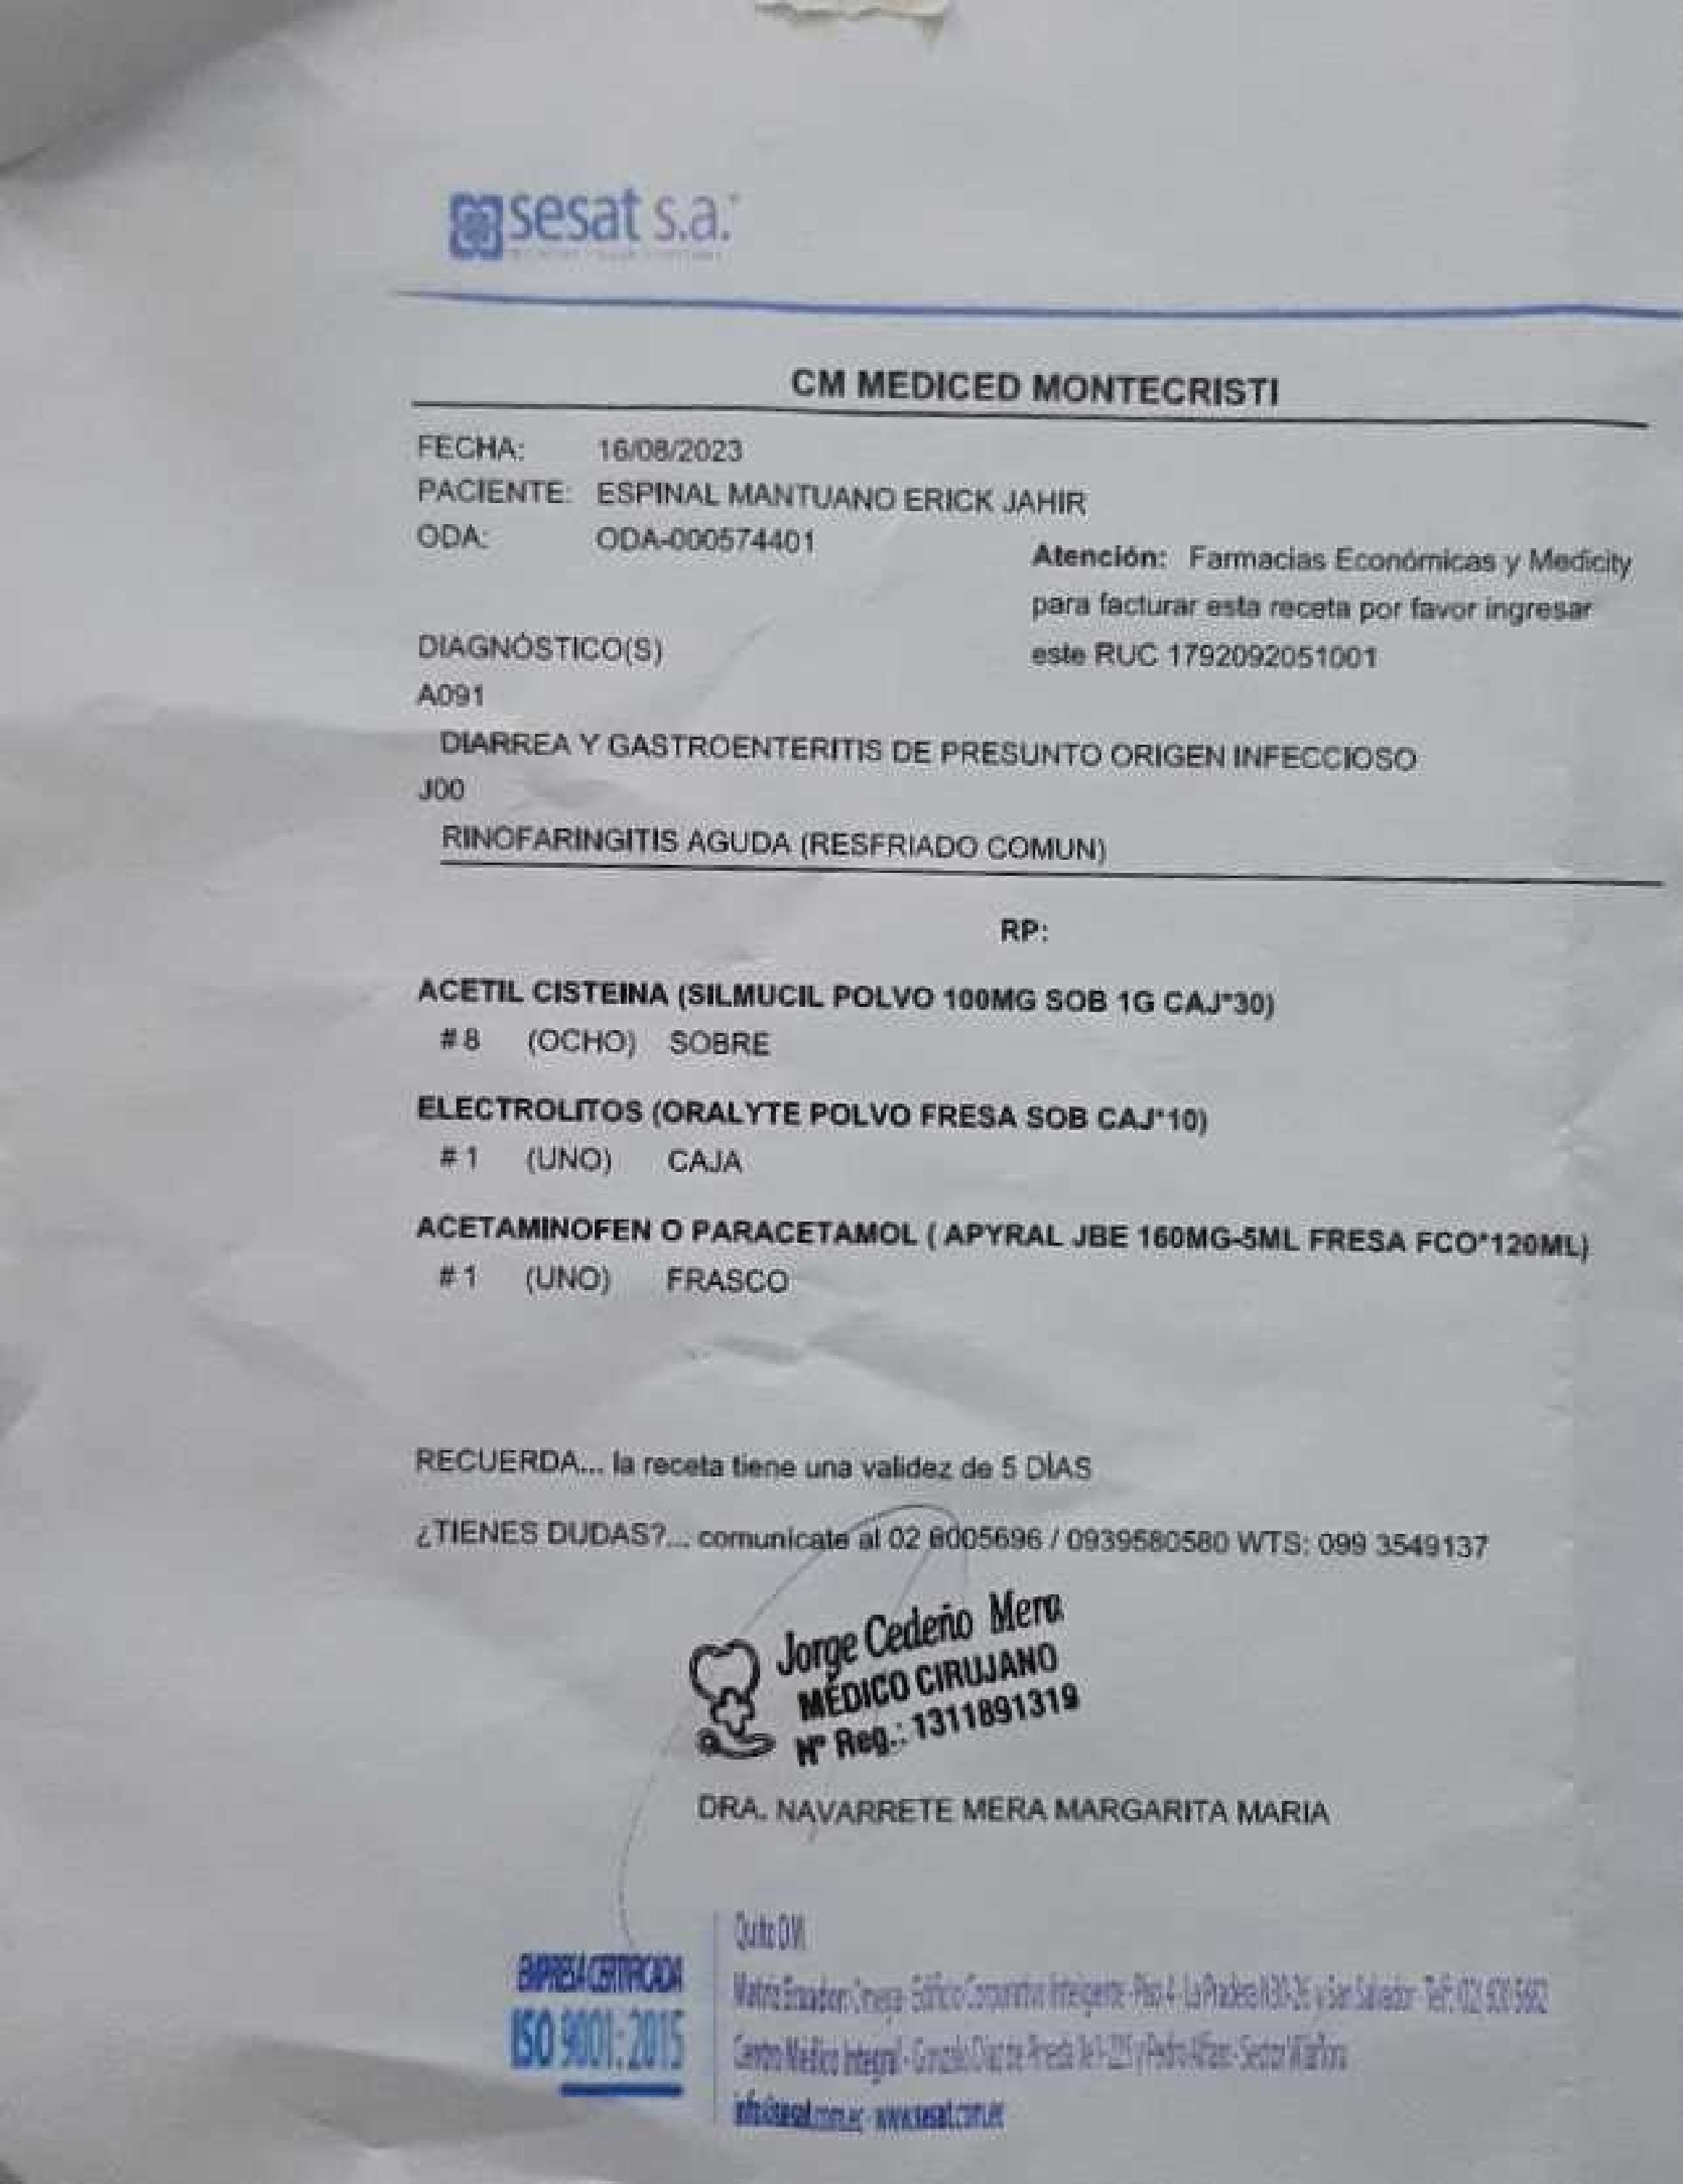 sesat s.a.
CM MEDICED MONTECRISTI
FECHA: 16/08/2023
PACIENTE: ESPINAL MANTUANO ERICK JAHIR
ODA: ODA-000574401
Atención: Farmacias Económicas y Medicity
para facturar esta receta por favor ingresar
este RUC 1792092051001
DIAGNÓSTICO(S)
A091
DIARREA Y GASTROENTERITIS DE PRESUNTO ORIGEN INFECCIOSO
J00
RINOFARINGITIS AGUDA (RESFRIADO COMUN)
RP:
ACETIL CISTEINA (SILMUCIL POLVO 100MG SOB 1G CAJ*30)
# 8 (OCHO) SOBRE
ELECTROLITOS (ORALYTE POLVO FRESA SOB CAJ*10)
# 1 (UNO) CAJA
ACETAMINOFEN O PARACETAMOL ( APYRAL JBE 160MG-5ML FRESA FCO*120ML)
# 1 (UNO) FRASCO
RECUERDA... la receta tiene una validez de 5 DÍAS
¿TIENES DUDAS?... comunicate al 02 6005696 / 0939580580 WTS: 099 3549137
Jorge Cedeño Mera
MÉDICO CIRUJANO
Nº Reg.: 1311891319
DRA. NAVARRETE MERA MARGARITA MARIA
EMPRESA CERTIFICADA
ISO 9001:2015
Quito DM
Matriz Ecuador: - Edificio Corporativo Inteligente - Piso 4 - La Pradera N30-26 y San Salvador - Telf.:
Centro Médico Integral - Gonzalo Díaz de Pineda y Pedro Alfaro - Sector
info@sesat.com.ec - www.sesat.com.ec